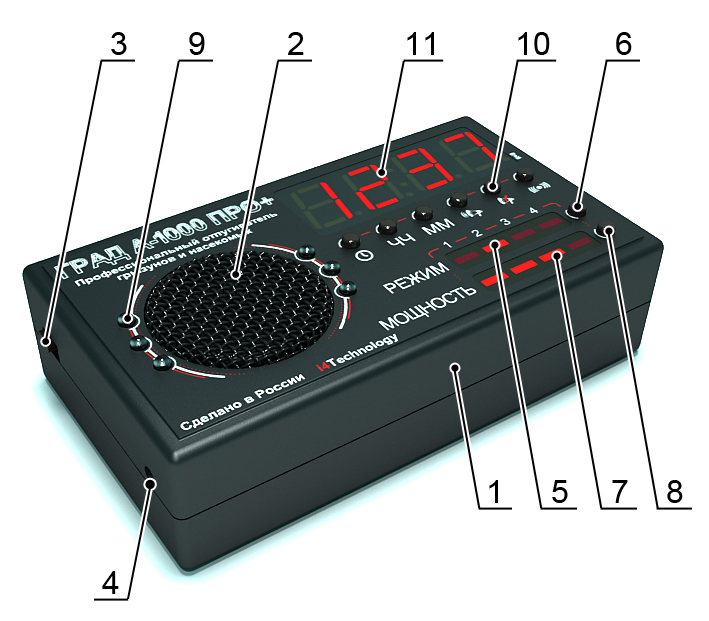 3 9 2 11 10 6
12:37
ГРАД А-1000 ПРО+
Профессиональный отпугиватель
грызунов и насекомых
ЧЧ ММ
1 2 3 4
РЕЖИМ
МОЩНОСТЬ
Сделано в России i4Technology
1 5 7 8
4